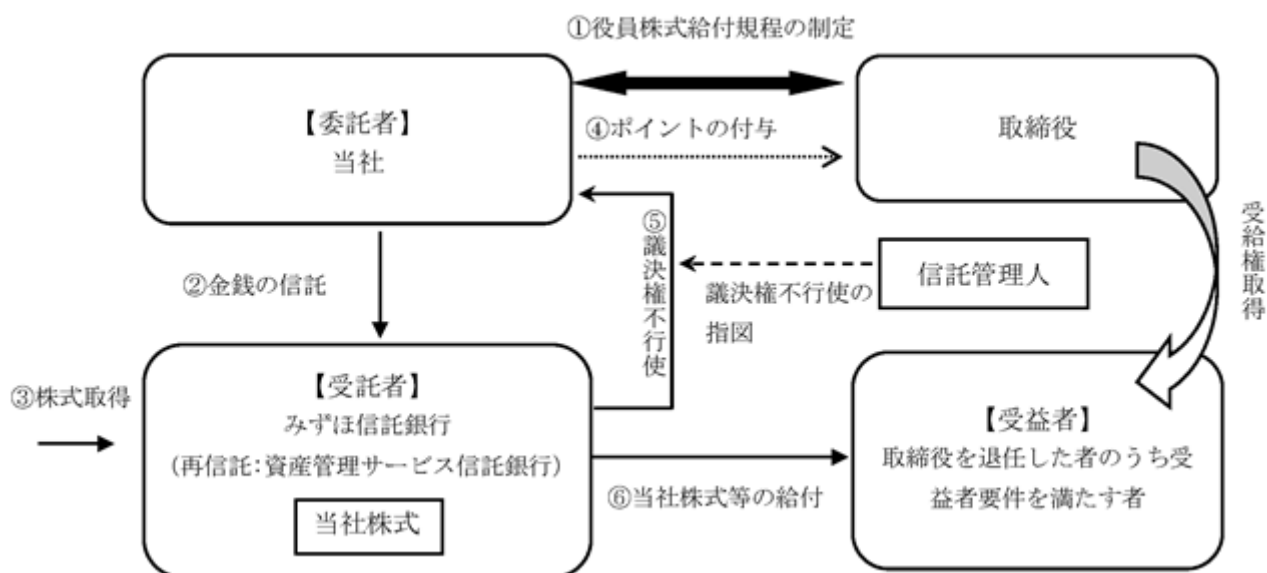 ①役員株式給付規程の制定
【委託者】
当社
④ポイントの付与
取締役
②金銭の信託
⑤議決権不行使
議決権不行使の
指図
信託管理人
受給権取得
③株式取得
【受託者】
みずほ信託銀行
(再信託:資産管理サービス信託銀行)
当社株式
⑥当社株式等の給付
【受益者】
取締役を退任した者のうち受
益者要件を満たす者